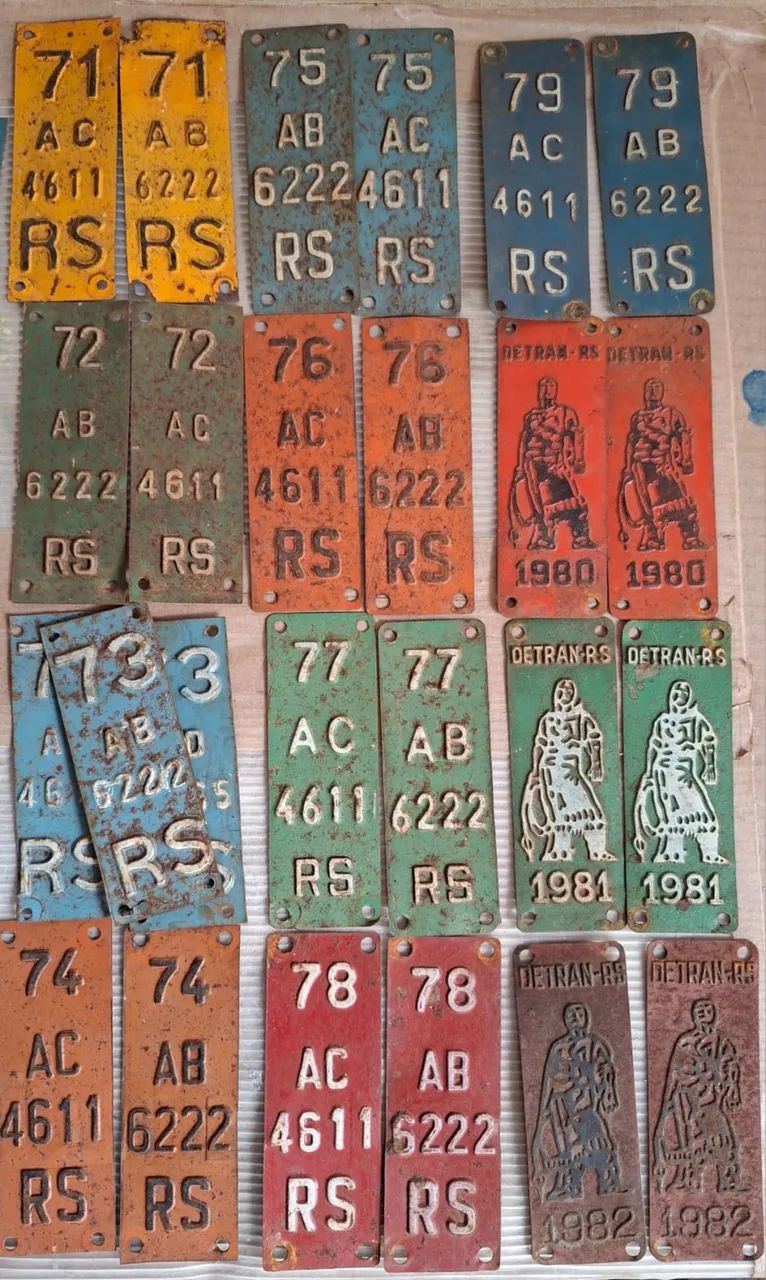 71
AC
4611
RS
71
AB
6222
RS
75
AB
6222
RS
75
AC
4611
RS
79
AC
4611
RS
79
AB
6222
RS
72
AB
6222
RS
72
AC
4611
RS
76
AC
4611
RS
76
AB
6222
RS
DETRAN-RS
1980
DETRAN-RS
1980
7
A
46
RS
73
AB
6222
RS
3
77
AC
4611
RS
77
AB
6222
RS
DETRAN-RS
1981
DETRAN-RS
1981
74
AC
4611
RS
74
AB
6222
RS
78
AC
4611
RS
78
AB
6222
RS
DETRAN-RS
1982
DETRAN-RS
1982